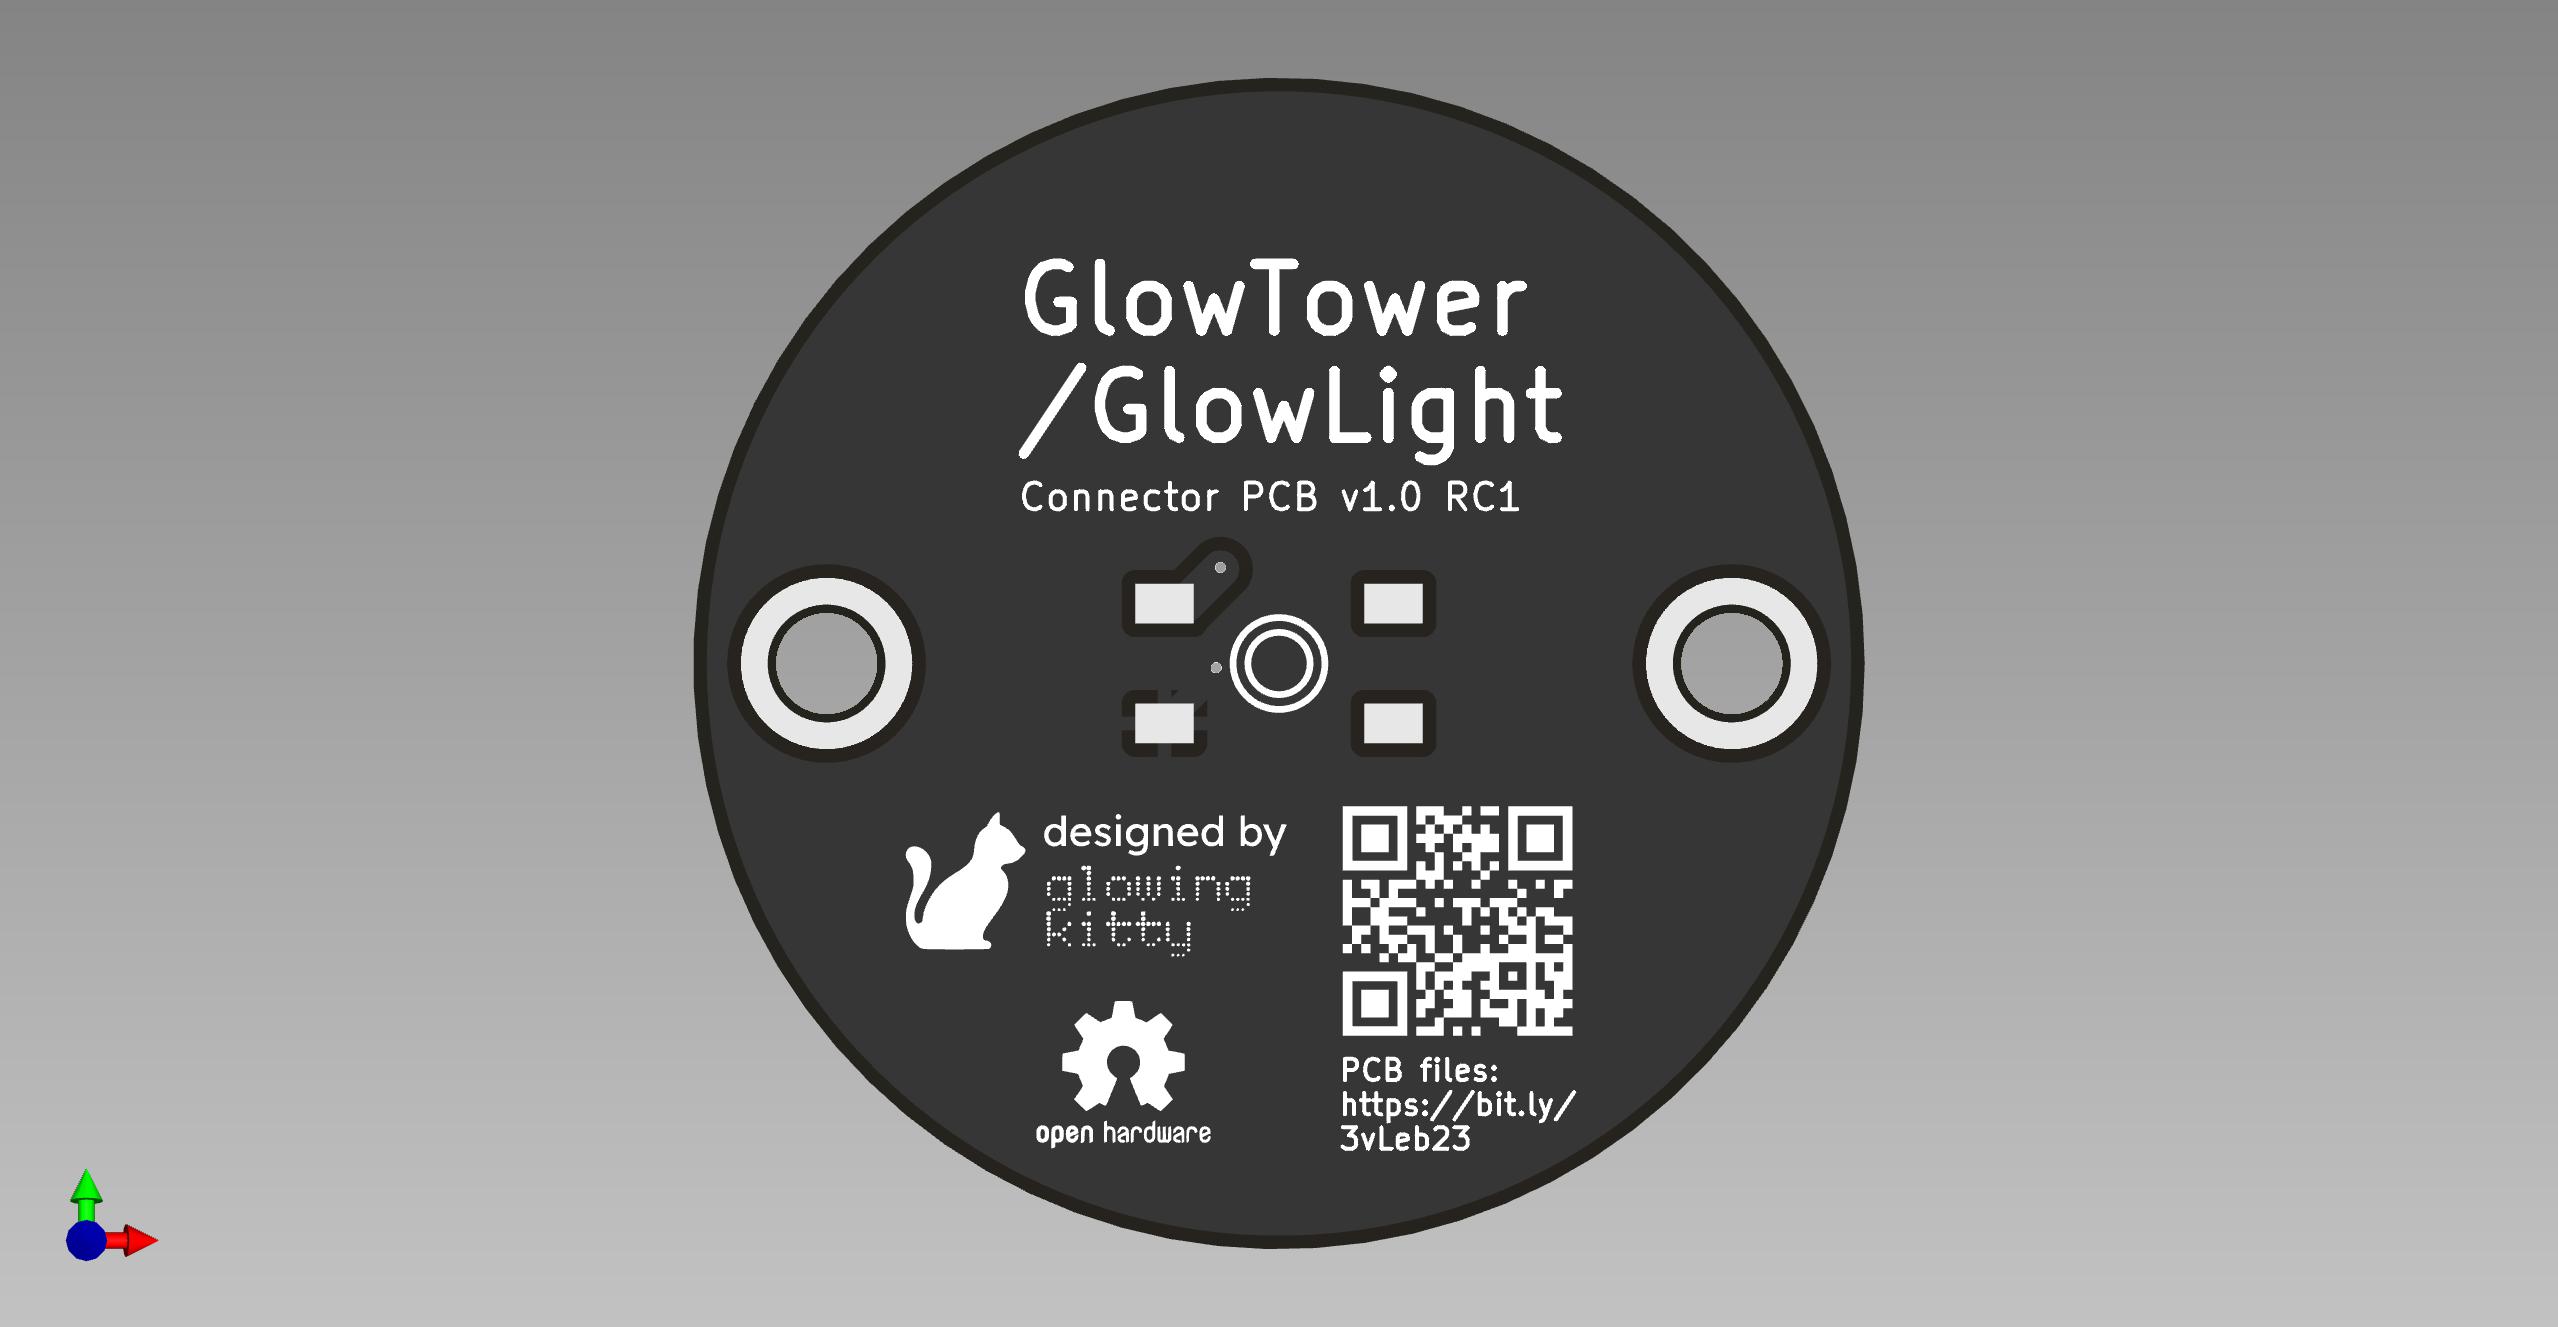 GlowTower
/GlowLight
Connector PCB v1.0 RC1
designed by
glowing
kitty
open hardware
PCB files:
https://bit.ly/
3vLeb23